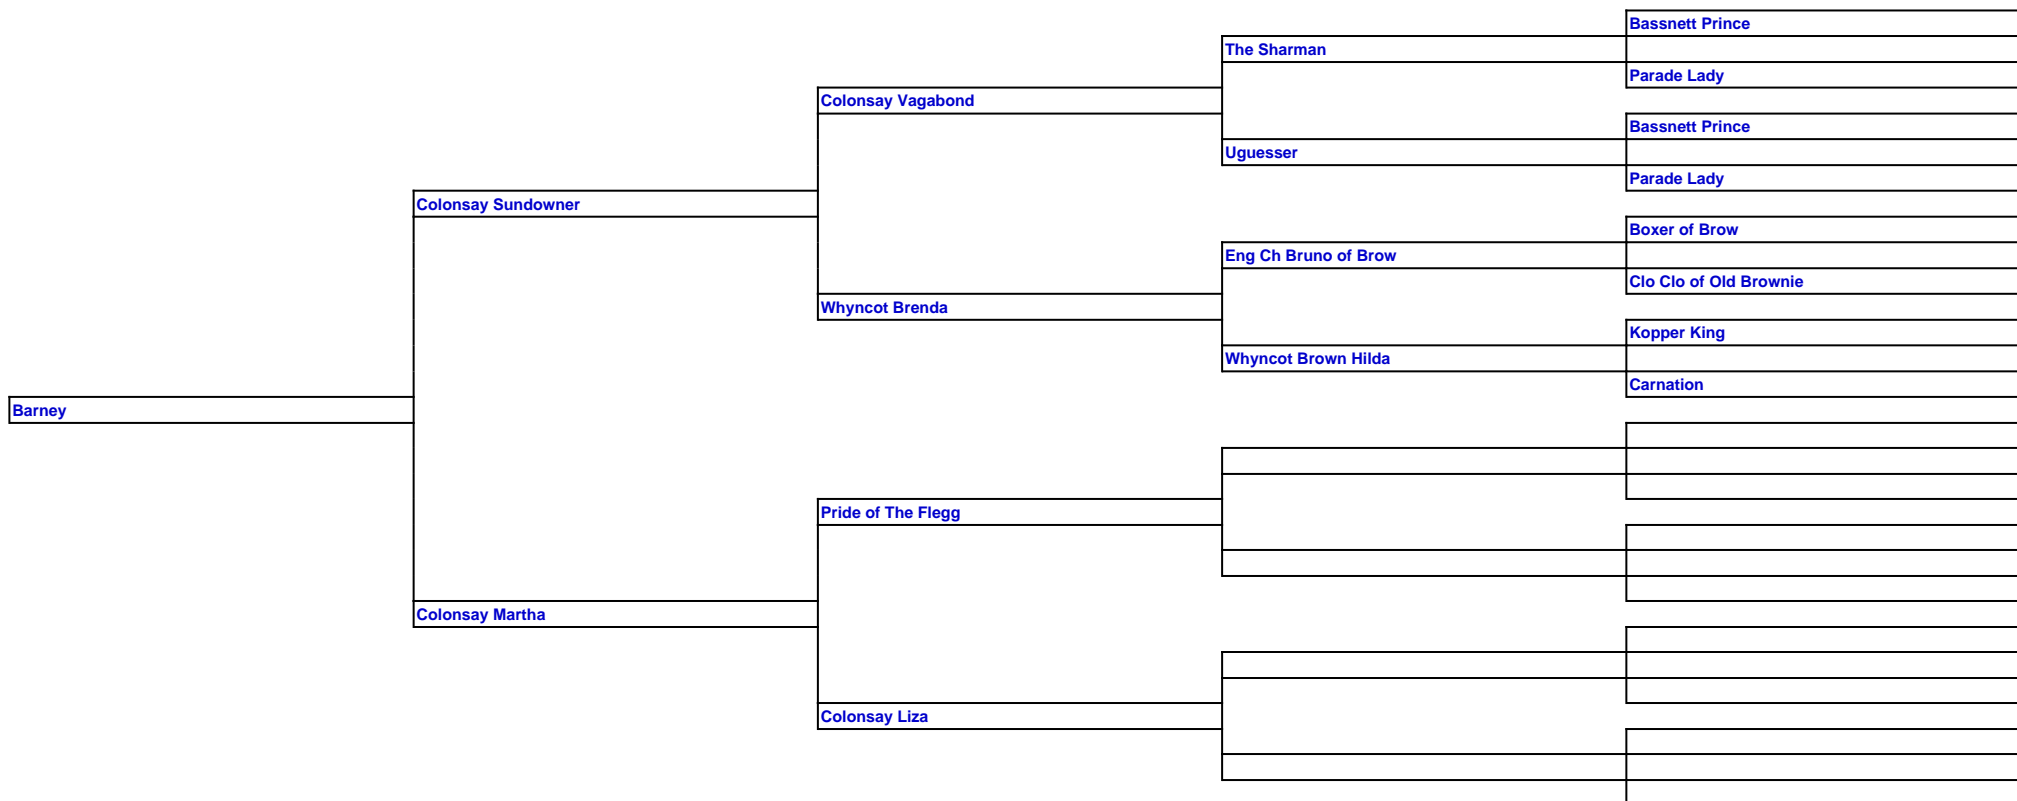 Bassnett Prince
The Sharman
Parade Lady
Colonsay Vagabond
Bassnett Prince
Uguesser
Parade Lady
Colonsay Sundowner
Boxer of Brow
Eng Ch Bruno of Brow
Clo Clo of Old Brownie
Whyncot Brenda
Kopper King
Whyncot Brown Hilda
Carnation
Barney
Pride of The Flegg
Colonsay Martha
Colonsay Liza